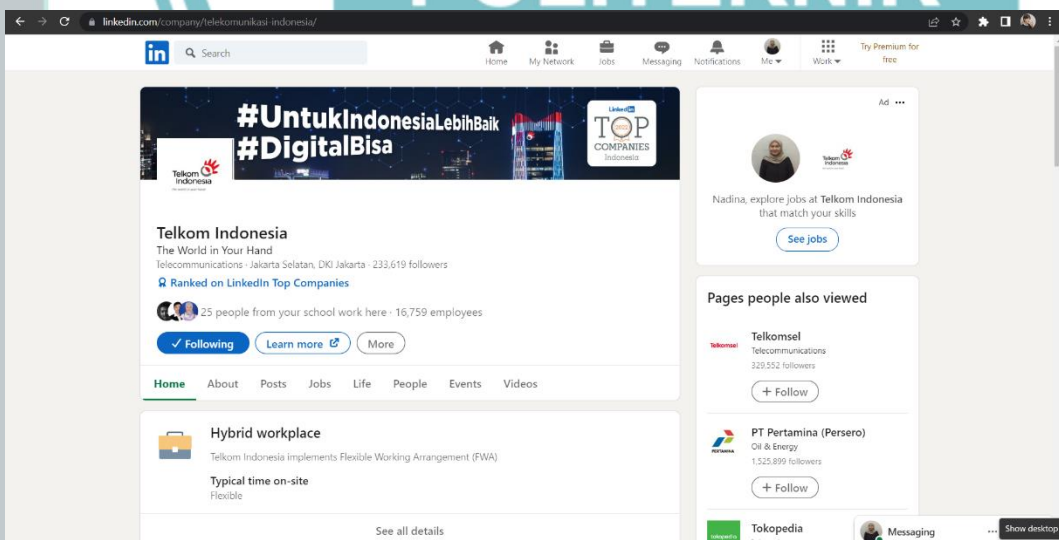 POLITEKNIK
linkedin.com/company/telekomunikasi-indonesia/
in
Search
Home
My Network
Jobs
Messaging
Notifications
Me
Work
Try Premium for
free
#UntukIndonesiaLebihBaik
#DigitalBisa
LinkedIn
TOP
COMPANIES
Indonesia
Telkom
Indonesia
Telkom Indonesia
The World in Your Hand
Telecommunications · Jakarta Selatan, DKI Jakarta · 233,619 followers
Ranked on LinkedIn Top Companies
25 people from your school work here · 16,759 employees
Following
Learn more
More
Home About Posts Jobs Life People Events Videos
Hybrid workplace
Telkom Indonesia implements Flexible Working Arrangement (FWA)
Typical time on-site
Flexible
See all details
Ad
Telkom
Indonesia
Nadina, explore jobs at Telkom Indonesia
that match your skills
See jobs
Pages people also viewed
Telkomsel
Telkomsel
Telecommunications
329,552 followers
+ Follow
PERTAMINA
PT Pertamina (Persero)
Oil & Energy
1,525,899 followers
+ Follow
tokopedia
Tokopedia
Messaging
Show desktop